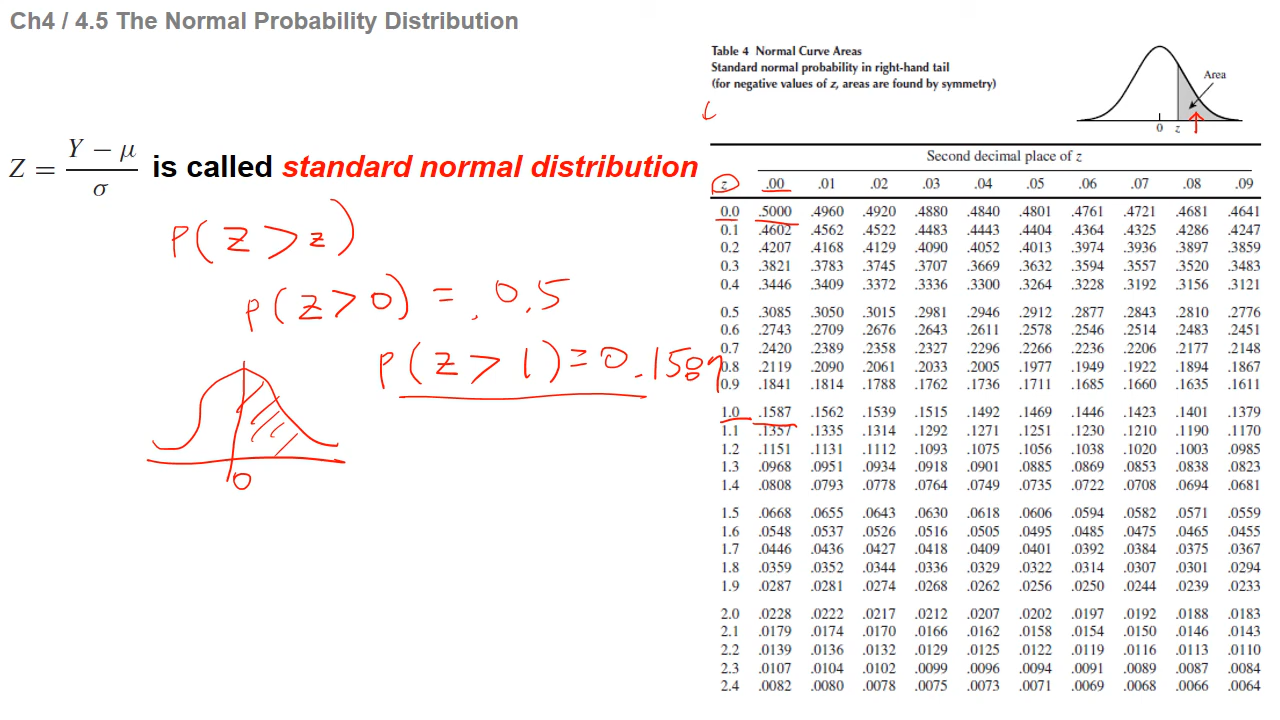 Ch4 / 4.5 The Normal Probability Distribution
Z = (Y − μ) / σ is called standard normal distribution
P(Z > z)
P(Z > 0) = 0.5
P(Z > 1) = 0.1587
0
Table 4 Normal Curve Areas
Standard normal probability in right-hand tail
(for negative values of z, areas are found by symmetry)
Area
0 z
Second decimal place of z
z .00 .01 .02 .03 .04 .05 .06 .07 .08 .09
0.0 .5000 .4960 .4920 .4880 .4840 .4801 .4761 .4721 .4681 .4641
0.1 .4602 .4562 .4522 .4483 .4443 .4404 .4364 .4325 .4286 .4247
0.2 .4207 .4168 .4129 .4090 .4052 .4013 .3974 .3936 .3897 .3859
0.3 .3821 .3783 .3745 .3707 .3669 .3632 .3594 .3557 .3520 .3483
0.4 .3446 .3409 .3372 .3336 .3300 .3264 .3228 .3192 .3156 .3121
0.5 .3085 .3050 .3015 .2981 .2946 .2912 .2877 .2843 .2810 .2776
0.6 .2743 .2709 .2676 .2643 .2611 .2578 .2546 .2514 .2483 .2451
0.7 .2420 .2389 .2358 .2327 .2296 .2266 .2236 .2206 .2177 .2148
0.8 .2119 .2090 .2061 .2033 .2005 .1977 .1949 .1922 .1894 .1867
0.9 .1841 .1814 .1788 .1762 .1736 .1711 .1685 .1660 .1635 .1611
1.0 .1587 .1562 .1539 .1515 .1492 .1469 .1446 .1423 .1401 .1379
1.1 .1357 .1335 .1314 .1292 .1271 .1251 .1230 .1210 .1190 .1170
1.2 .1151 .1131 .1112 .1093 .1075 .1056 .1038 .1020 .1003 .0985
1.3 .0968 .0951 .0934 .0918 .0901 .0885 .0869 .0853 .0838 .0823
1.4 .0808 .0793 .0778 .0764 .0749 .0735 .0722 .0708 .0694 .0681
1.5 .0668 .0655 .0643 .0630 .0618 .0606 .0594 .0582 .0571 .0559
1.6 .0548 .0537 .0526 .0516 .0505 .0495 .0485 .0475 .0465 .0455
1.7 .0446 .0436 .0427 .0418 .0409 .0401 .0392 .0384 .0375 .0367
1.8 .0359 .0352 .0344 .0336 .0329 .0322 .0314 .0307 .0301 .0294
1.9 .0287 .0281 .0274 .0268 .0262 .0256 .0250 .0244 .0239 .0233
2.0 .0228 .0222 .0217 .0212 .0207 .0202 .0197 .0192 .0188 .0183
2.1 .0179 .0174 .0170 .0166 .0162 .0158 .0154 .0150 .0146 .0143
2.2 .0139 .0136 .0132 .0129 .0125 .0122 .0119 .0116 .0113 .0110
2.3 .0107 .0104 .0102 .0099 .0096 .0094 .0091 .0089 .0087 .0084
2.4 .0082 .0080 .0078 .0075 .0073 .0071 .0069 .0068 .0066 .0064